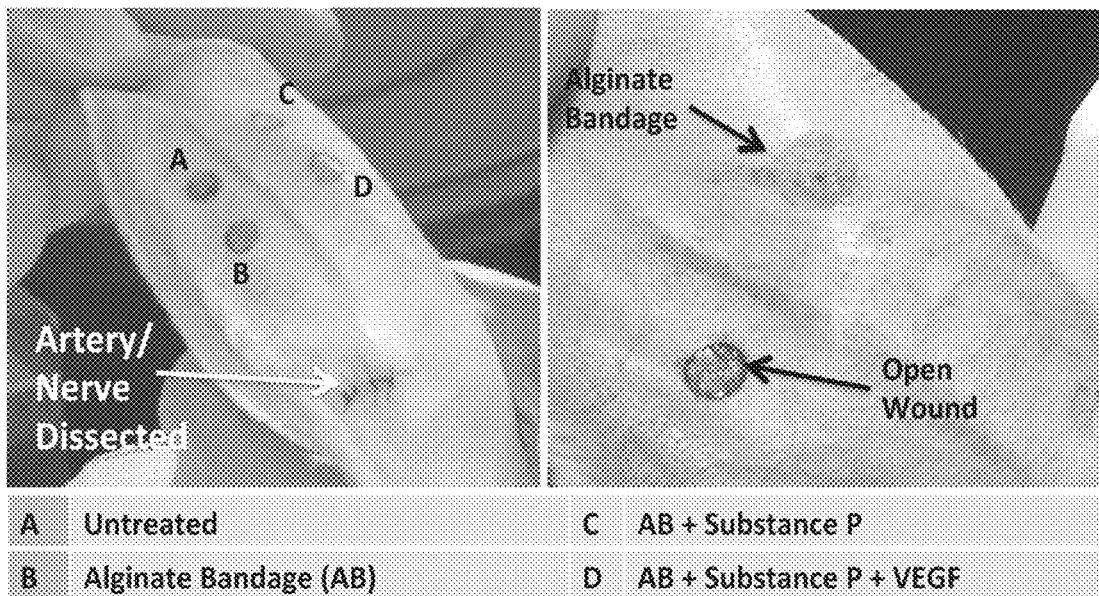 C
A
D
B
Artery/
Nerve
Dissected
Alginate
Bandage
Open
Wound
A Untreated C AB + Substance P
B Alginate Bandage (AB) D AB + Substance P + VEGF